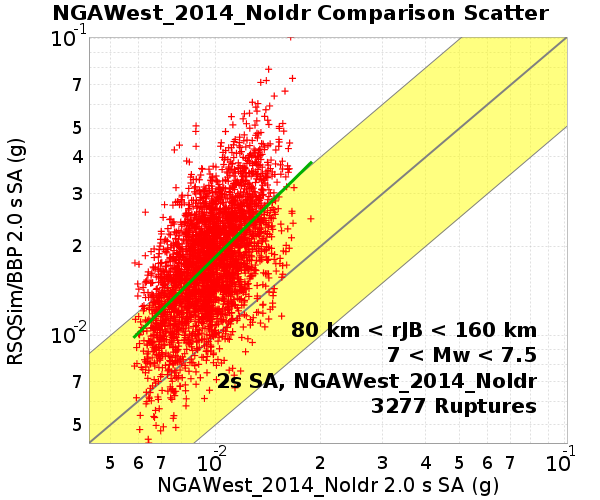 NGAWest_2014_NoIdr Comparison Scatter
RSQSim/BBP 2.0 s SA (g)
10-1
7
5
4
3
2
10-2
7
5
80 km < rJB < 160 km
7 < Mw < 7.5
2s SA, NGAWest_2014_NoIdr
3277 Ruptures
5 6 7 10-2 2 3 4 5 6 7 10-1
NGAWest_2014_NoIdr 2.0 s SA (g)